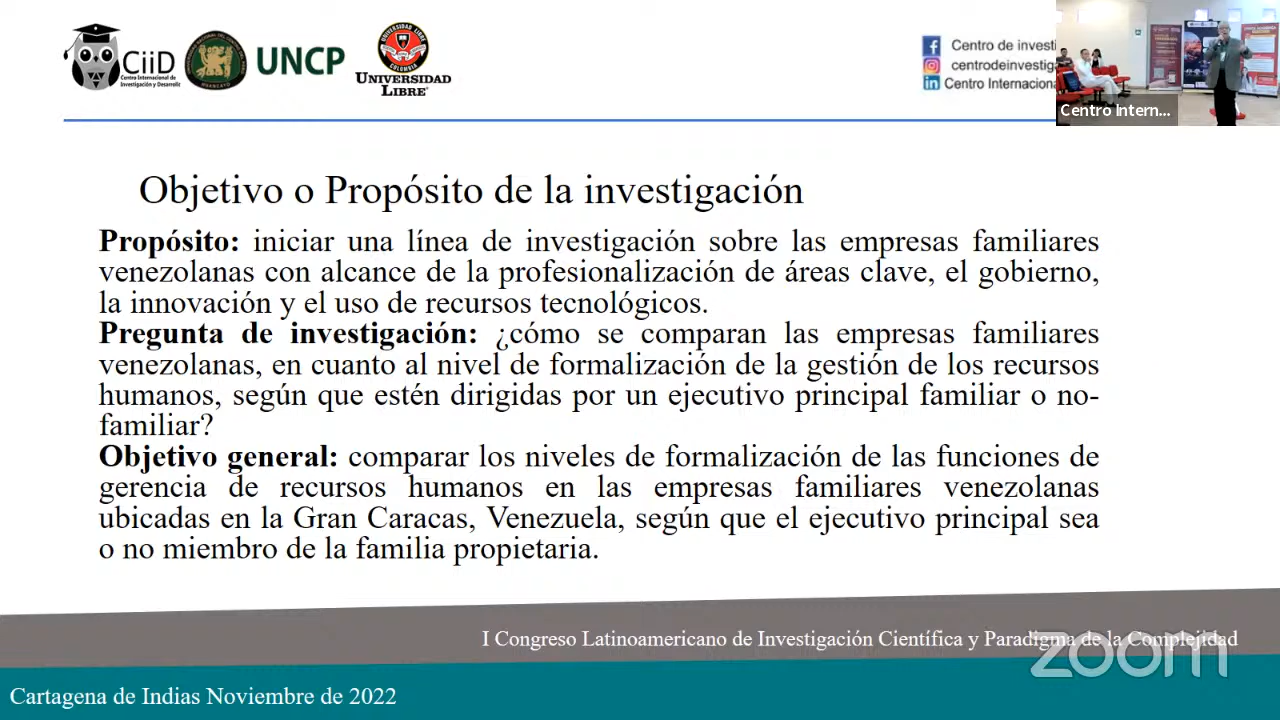 CiiD
Centro Internacional de
Investigación y Desarrollo
UNCP
UNIVERSIDAD
LIBRE
Centro de investi
centrodeinvestiga
Centro Internaciona
Centro Intern...
Objetivo o Propósito de la investigación
Propósito: iniciar una línea de investigación sobre las empresas familiares
venezolanas con alcance de la profesionalización de áreas clave, el gobierno,
la innovación y el uso de recursos tecnológicos.
Pregunta de investigación: ¿cómo se comparan las empresas familiares
venezolanas, en cuanto al nivel de formalización de la gestión de los recursos
humanos, según que estén dirigidas por un ejecutivo principal familiar o no-
familiar?
Objetivo general: comparar los niveles de formalización de las funciones de
gerencia de recursos humanos en las empresas familiares venezolanas
ubicadas en la Gran Caracas, Venezuela, según que el ejecutivo principal sea
o no miembro de la familia propietaria.
I Congreso Latinoamericano de Investigación Científica y Paradigma de la Complejidad
zoom
Cartagena de Indias Noviembre de 2022